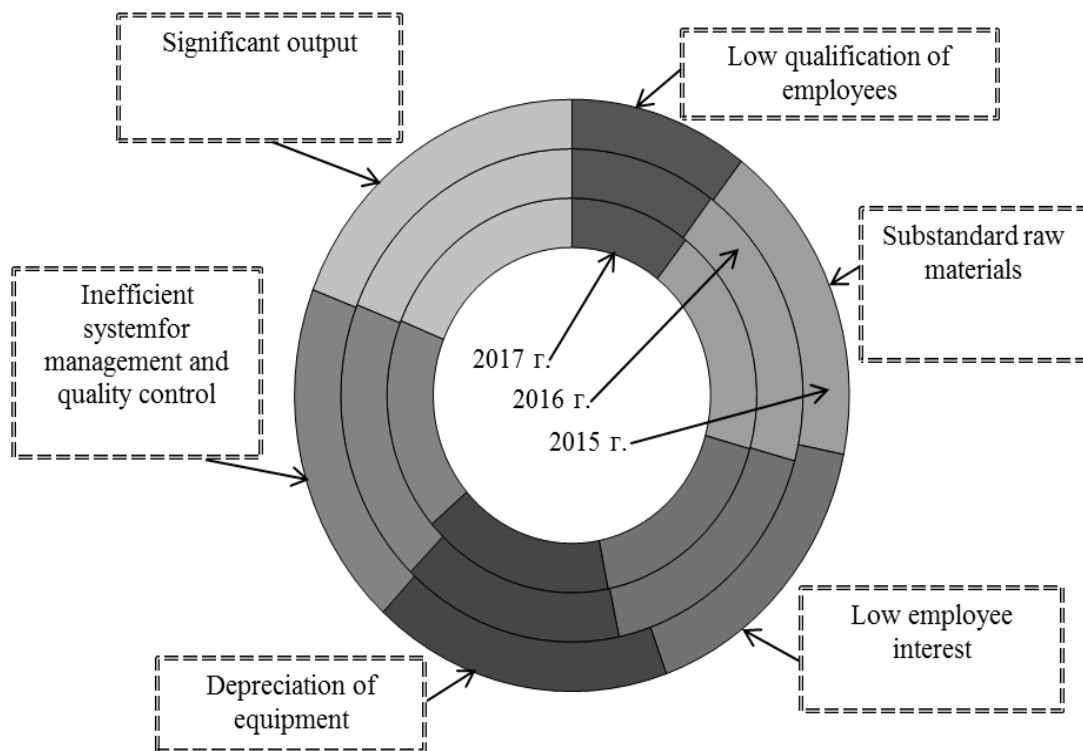 Significant output
Low qualification of
employees
Substandard raw
materials
Inefficient
systemfor
management and
quality control
2017 г.
2016 г.
2015 г.
Low employee
interest
Depreciation of
equipment